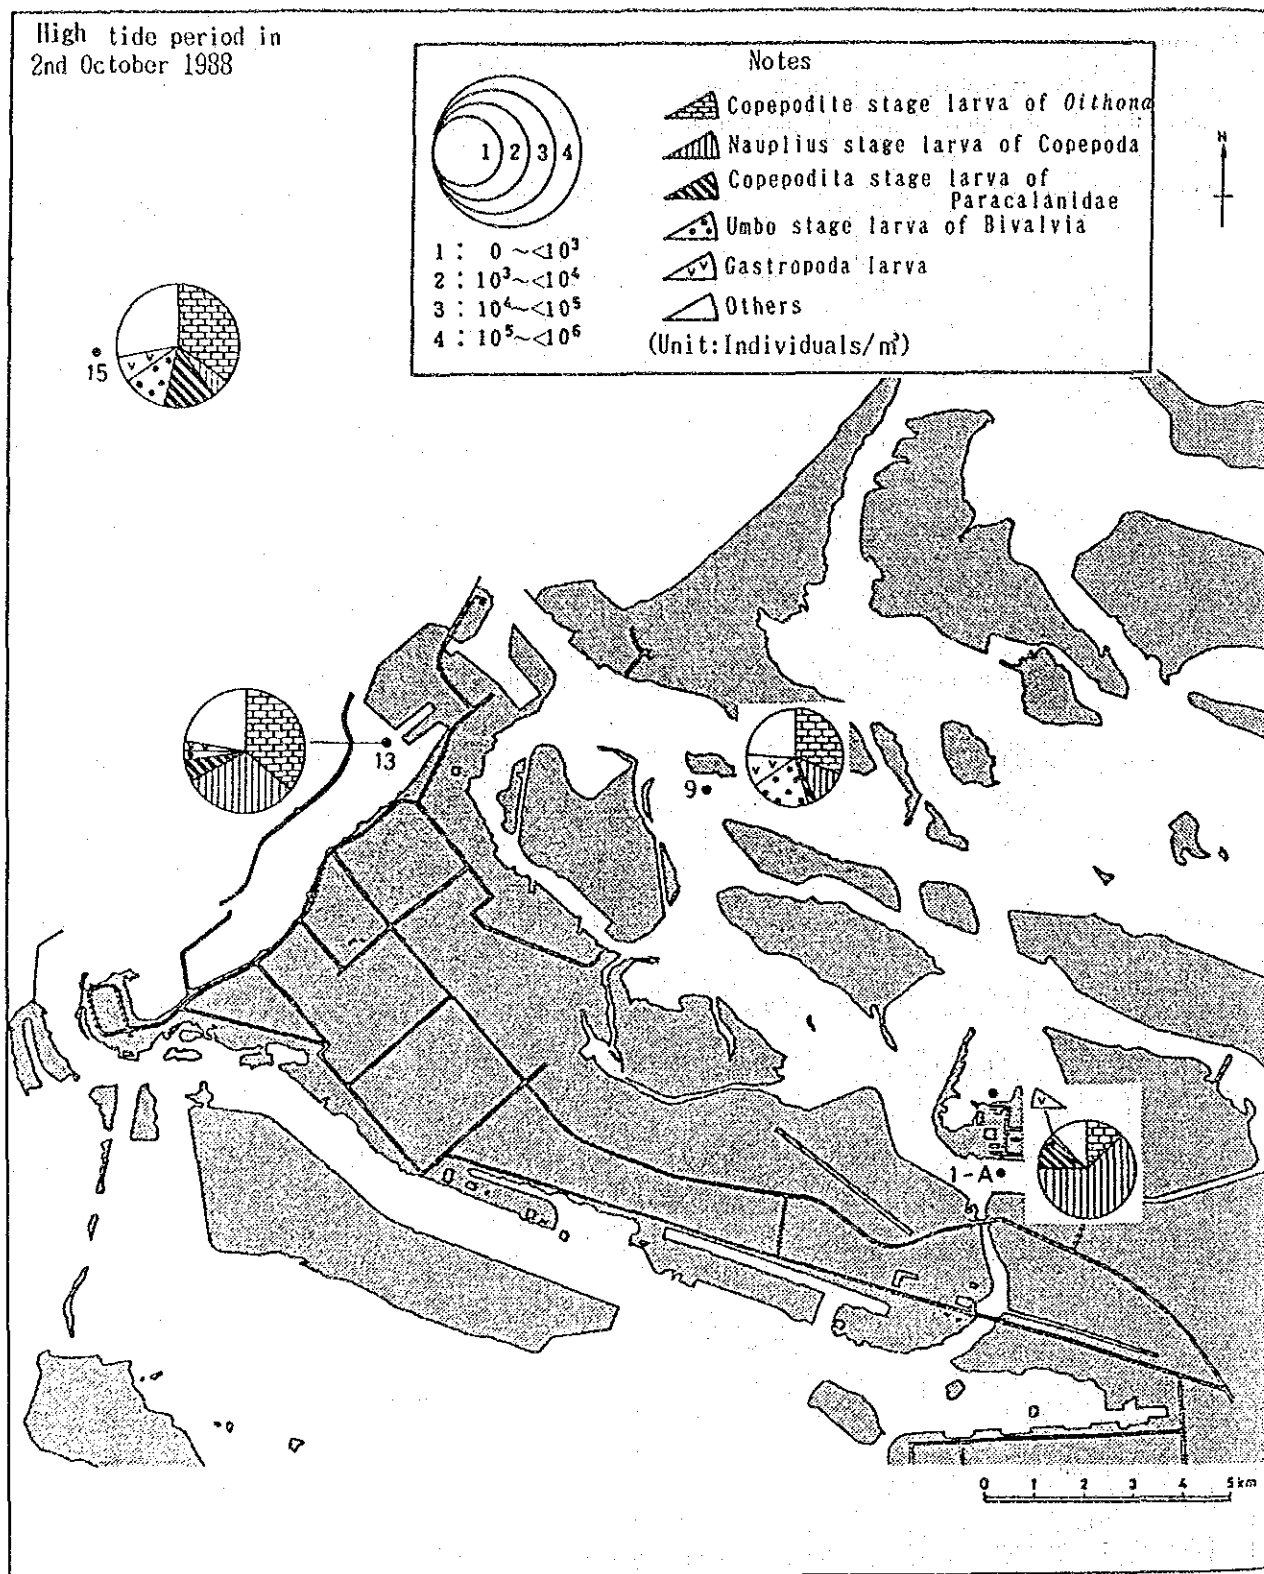 High tide period in
2nd October 1988
Notes
1 2 3 4
1 : 0 ~<10³
2 : 10³~<10⁴
3 : 10⁴~<10⁵
4 : 10⁵~<10⁶
Copepodite stage larva of Oithona
Nauplius stage larva of Copepoda
Copepodita stage larva of
Paracalanidae
Umbo stage larva of Bivalvia
Gastropoda larva
Others
(Unit:Individuals/m³)
N
15
13
9
1-A
0 1 2 3 4 5km